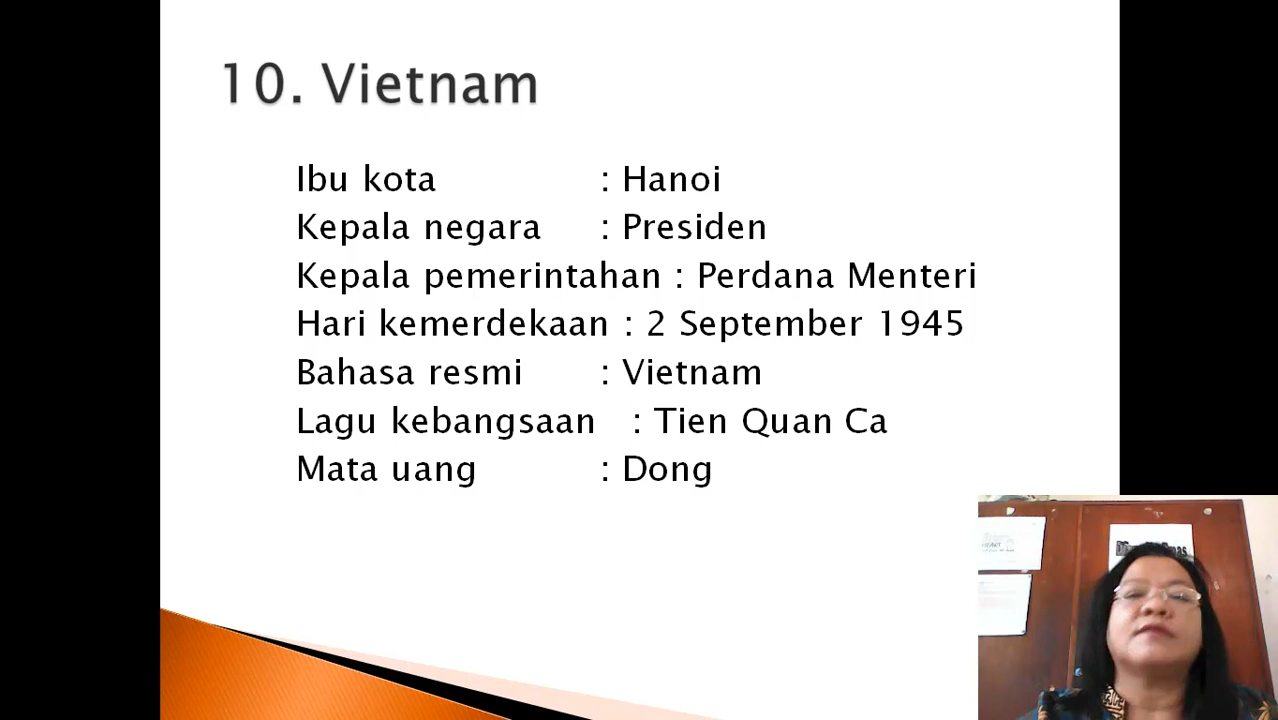 10. Vietnam
Ibu kota : Hanoi
Kepala negara : Presiden
Kepala pemerintahan : Perdana Menteri
Hari kemerdekaan : 2 September 1945
Bahasa resmi : Vietnam
Lagu kebangsaan : Tien Quan Ca
Mata uang : Dong